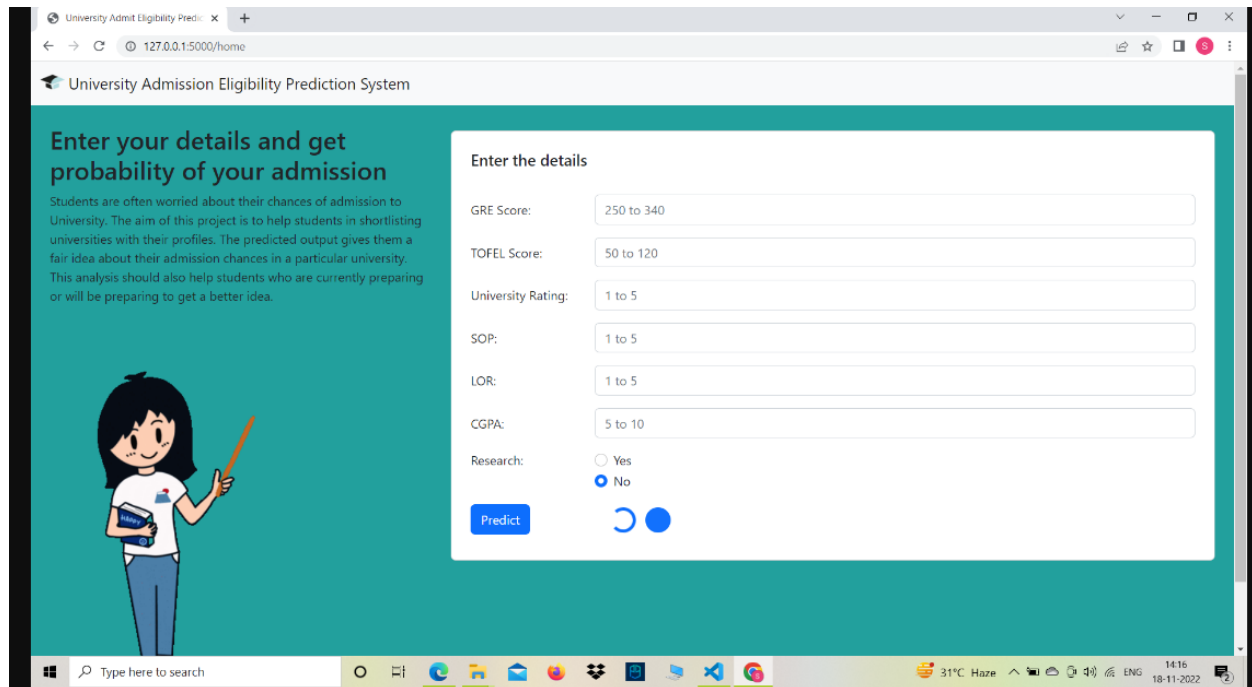 University Admit Eligibility Predic
127.0.0.1:5000/home
S
University Admission Eligibility Prediction System
Enter your details and get
probability of your admission
Students are often worried about their chances of admission to
University. The aim of this project is to help students in shortlisting
universities with their profiles. The predicted output gives them a
fair idea about their admission chances in a particular university.
This analysis should also help students who are currently preparing
or will be preparing to get a better idea.
HAPPY
Enter the details
GRE Score: 250 to 340
TOFEL Score: 50 to 120
University Rating: 1 to 5
SOP: 1 to 5
LOR: 1 to 5
CGPA: 5 to 10
Research: Yes
No
Predict
Type here to search
31°C Haze
ENG
14:16
18-11-2022
2